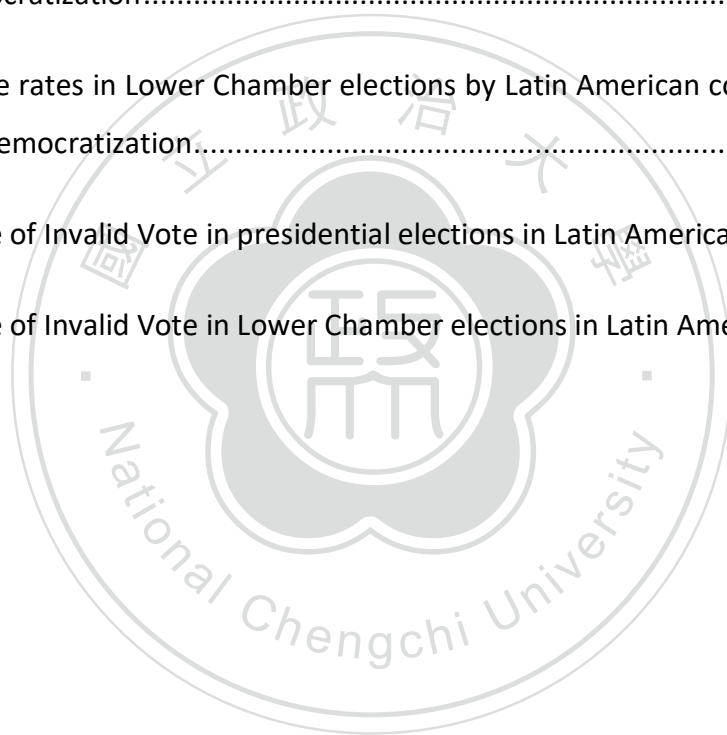 cratization.................................................................
e rates in Lower Chamber elections by Latin American co
emocratization..........................................................
e of Invalid Vote in presidential elections in Latin America
e of Invalid Vote in Lower Chamber elections in Latin Ame
國立政治大學
政大
National Chengchi University